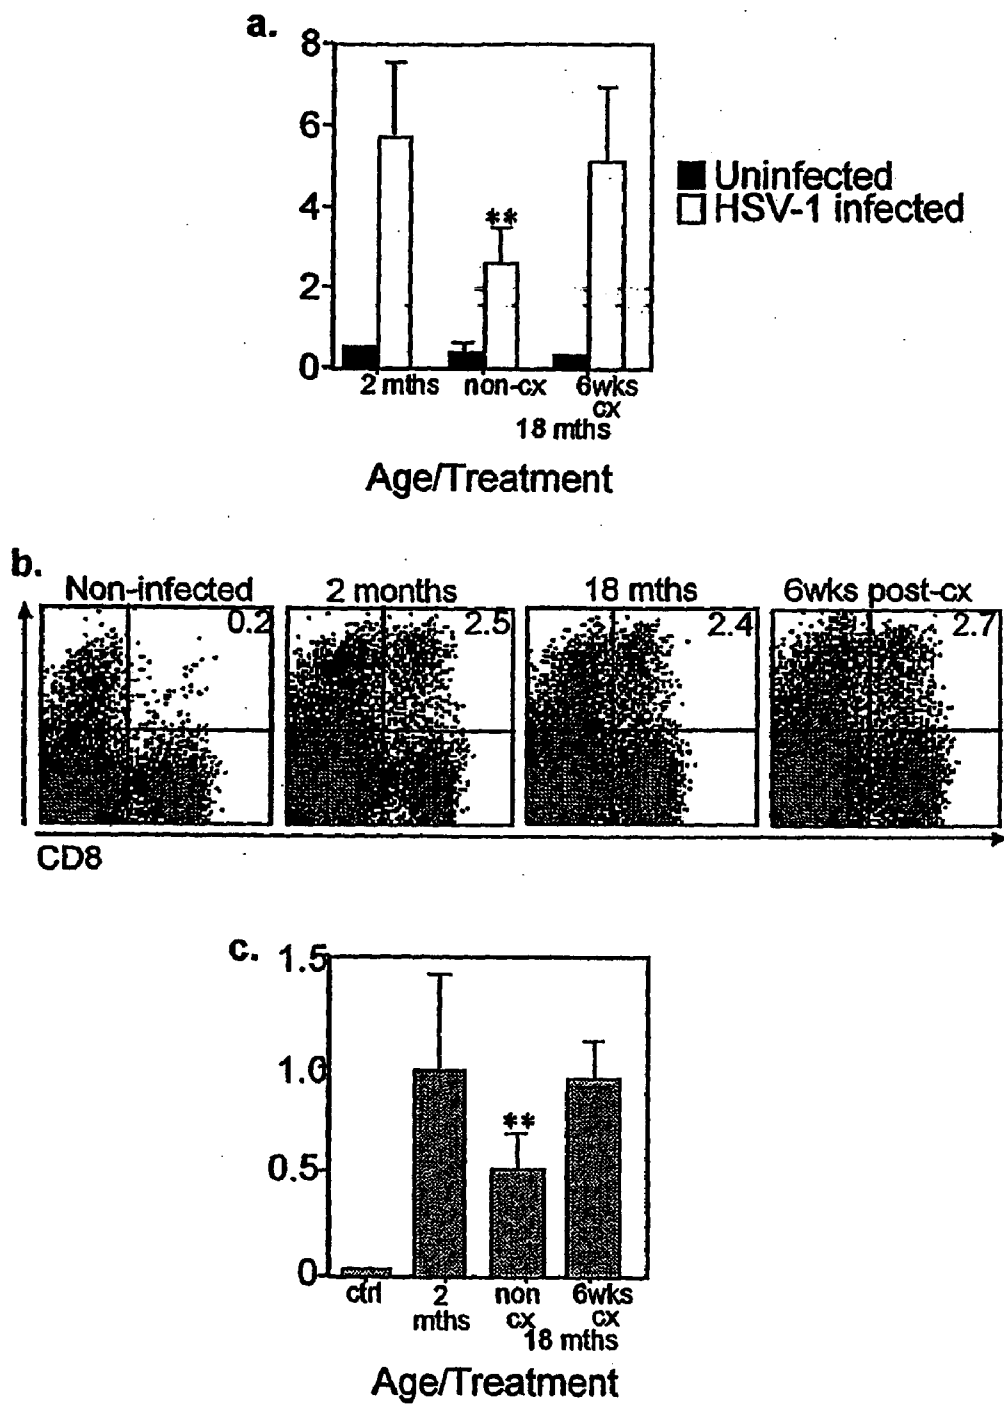 a.
8
6
4
2
0
**
Uninfected
HSV-1 infected
2 mths non-cx 6wks
cx
18 mths
Age/Treatment
b.
Non-infected 2 months 18 mths 6wks post-cx
0.2 2.5 2.4 2.7
CD8
c.
1.5
1.0
0.5
0
**
ctrl 2 non 6wks
mths cx cx
18 mths
Age/Treatment